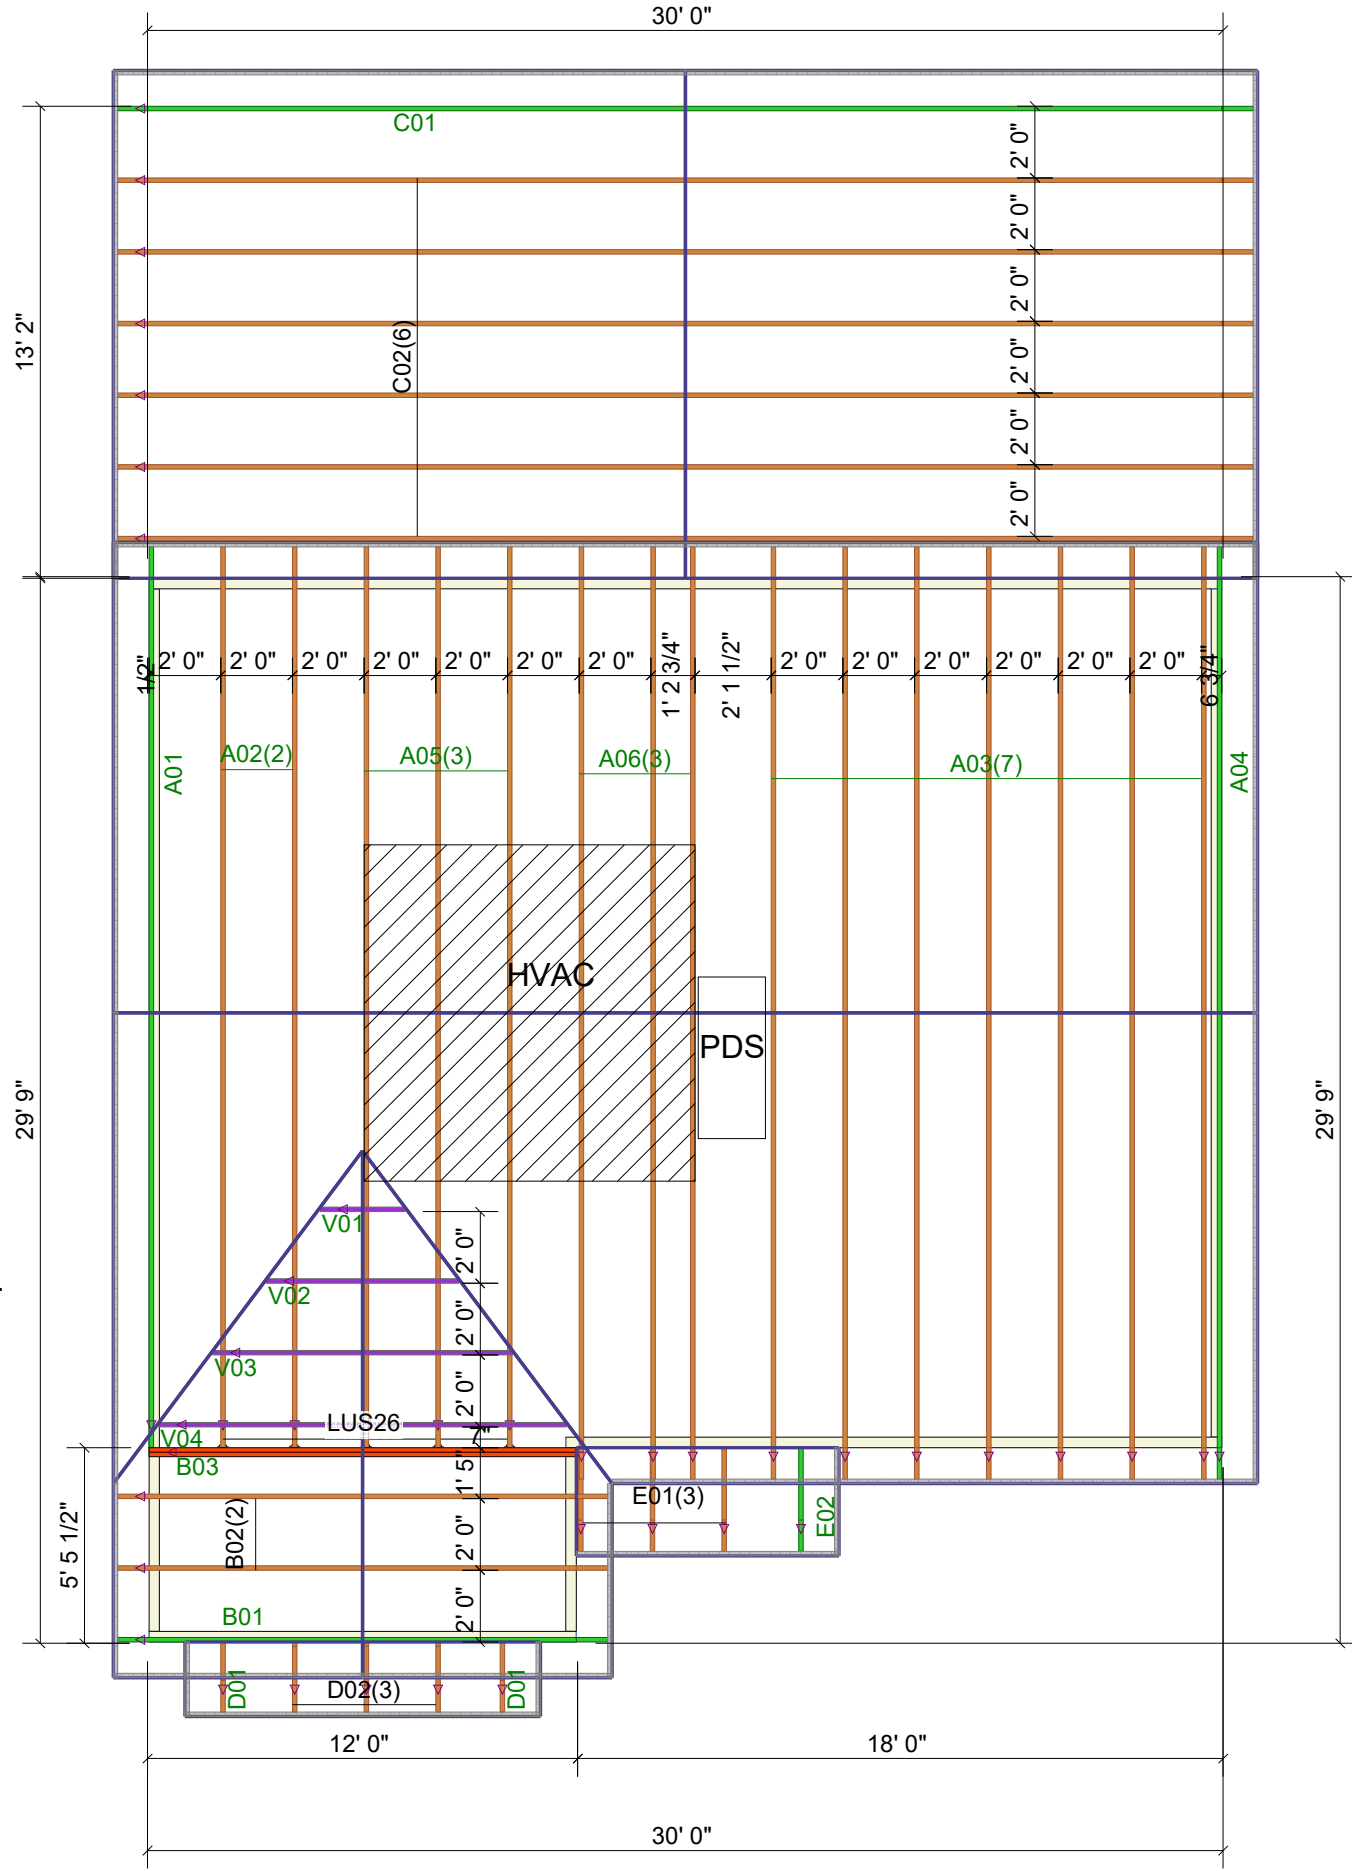 30' 0"
C01
2' 0"
2' 0"
2' 0"
2' 0"
2' 0"
2' 0"
13' 2"
C02(6)
1/2"
2' 0"
2' 0"
2' 0"
2' 0"
2' 0"
2' 0"
2' 0"
1' 2 3/4"
2' 1 1/2"
2' 0"
2' 0"
2' 0"
2' 0"
2' 0"
2' 0"
6 3/4"
A01
A02(2)
A05(3)
A06(3)
A03(7)
A04
HVAC
PDS
29' 9"
29' 9"
V01
2' 0"
V02
2' 0"
V03
2' 0"
LUS26
7"
V04
B03
1' 5"
E01(3)
E02
B02(2)
2' 0"
5' 5 1/2"
B01
2' 0"
D01
D02(3)
D01
12' 0"
18' 0"
30' 0"